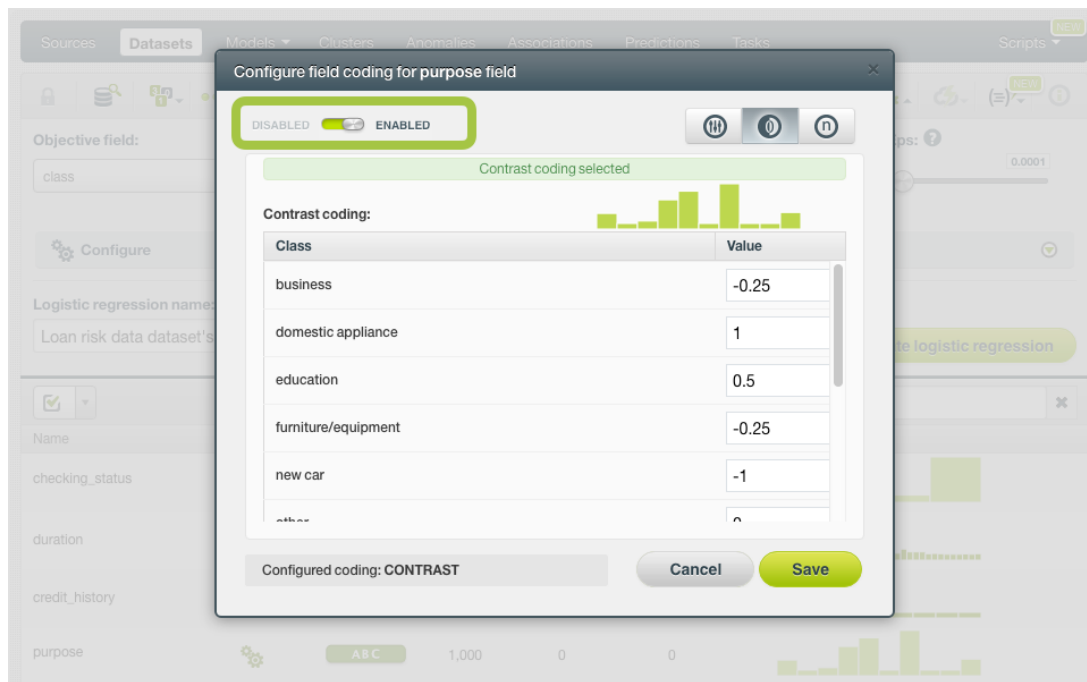 NEW
Sources Datasets Models Clusters Anomalies Associations Predictions Tasks Scripts
Configure field coding for purpose field
NEW
DISABLED ENABLED
Objective field:
ps:
class
0.0001
Contrast coding selected
Contrast coding:
Class Value
Configure
business -0.25
Logistic regression name:
Loan risk data dataset's
domestic appliance 1
te logistic regression
education 0.5
furniture/equipment -0.25
Name
new car -1
checking_status
other 0
duration
Configured coding: CONTRAST
Cancel
Save
credit_history
purpose ABC 1,000 0 0